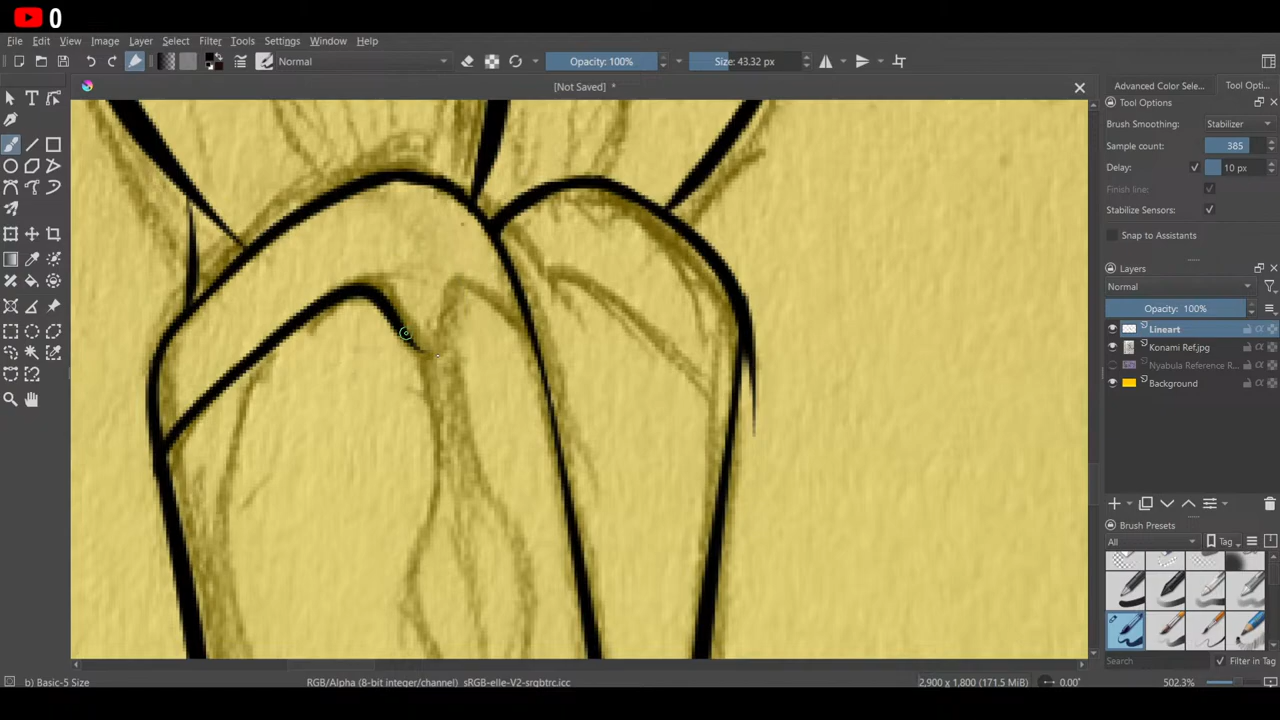 0
File Edit View Image Layer Select Filter Tools Settings Window Help
Normal Opacity: 100% Size: 43.32 px
[Not Saved] *
Advanced Color Sele... Tool Opti...
Tool Options
Brush Smoothing: Stabilizer
Sample count: 385
Delay: 10 px
Finish line:
Stabilize Sensors:
Snap to Assistants
Layers
Normal
Opacity: 100%
Lineart
Konami Ref.jpg
Nyabula Reference R...
Background
Brush Presets
All Tag
Search Filter in Tag
b) Basic-5 Size RGB/Alpha (8-bit integer/channel) sRGB-elle-V2-srgbtrc.icc 2,900 x 1,800 (171.5 MiB) 0.00° 502.3%